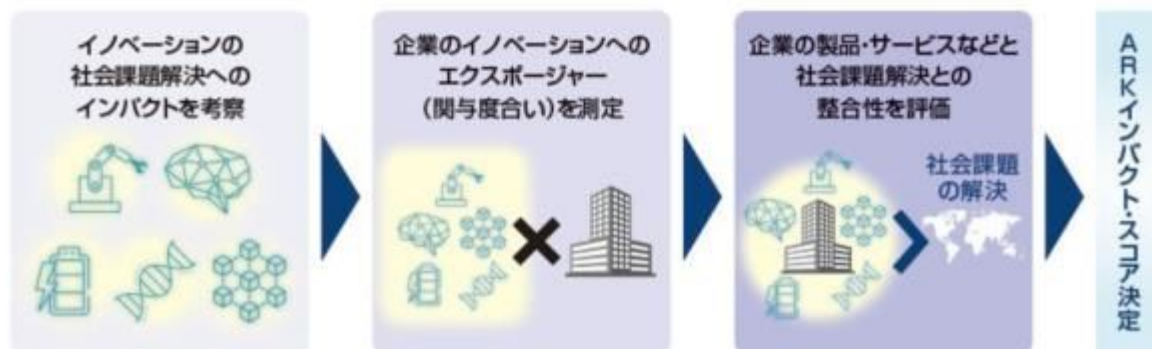 イノベーションの
社会課題解決への
インパクトを考察
企業のイノベーションへの
エクスポージャー
（関与度合い）を測定
企業の製品・サービスなどと
社会課題解決との
整合性を評価
社会課題
の解決
ARKインパクト・スコア決定